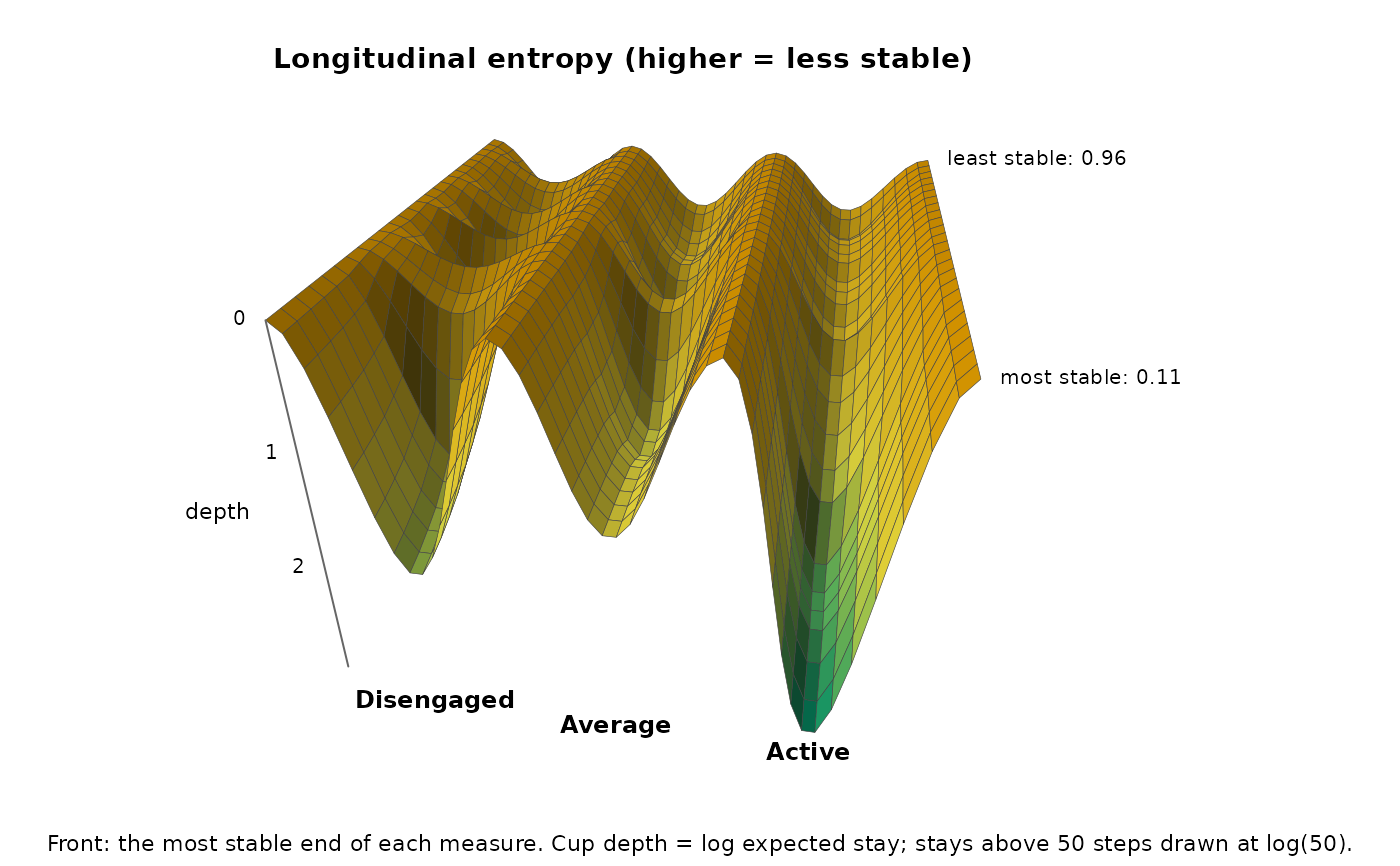 Longitudinal entropy (higher = less stable)
least stable: 0.96
0
most stable: 0.11
1
depth
2
Disengaged
Average
Active
Front: the most stable end of each measure. Cup depth = log expected stay; stays above 50 steps drawn at log(50).